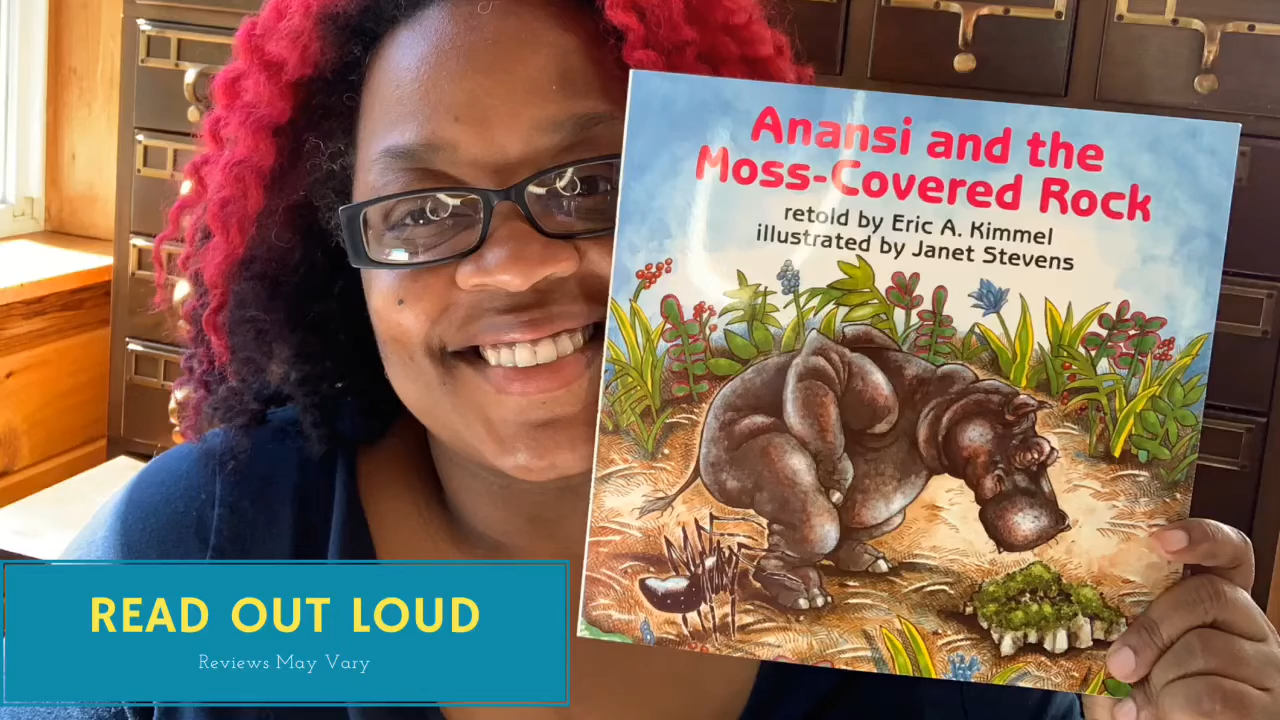 Anansi and the
Moss-Covered Rock
retold by Eric A. Kimmel
illustrated by Janet Stevens
READ OUT LOUD
Reviews May Vary